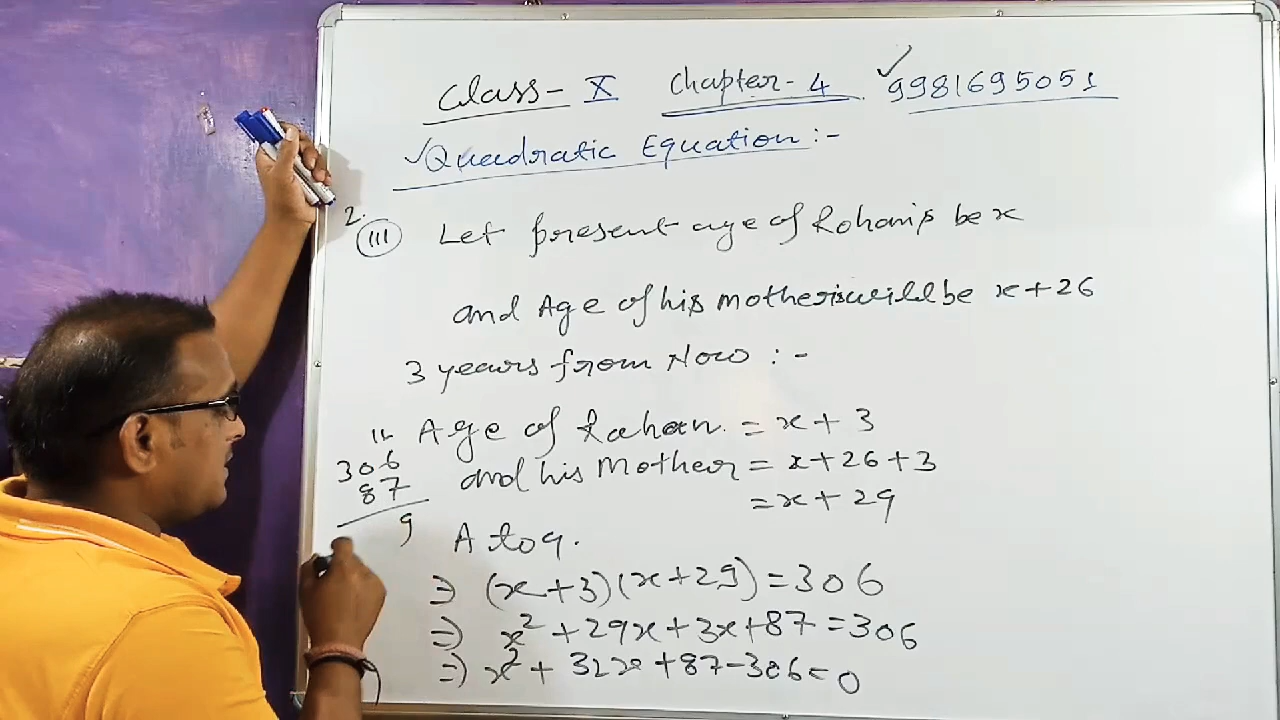 Class- X Chapter- 4 ✓9981695051
✓Quadratic Equation :-
2. (III) Let present age of Rohan's be x
and Age of his mother's will be x+26
3 years from Now :-
Age of Rohan. = x+3
and his Mother = x+26+3
= x+29
A to q.
⇒ (x+3)(x+29)=306
⇒ x²+29x+3x+87=306
⇒ x²+32x+87-306=0
12
306
87
9